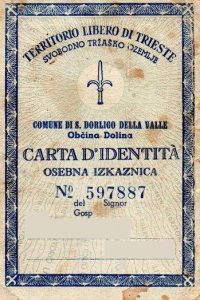 TERRITORIO LIBERO DI TRIESTE
SVOBODNO TRŽAŠKO OZEMLJE
COMUNE DI S. DORLIGO DELLA VALLE
Občina Dolina
CARTA D'IDENTITÀ
OSEBNA IZKAZNICA
Nº 597887
del Signor
Gosp